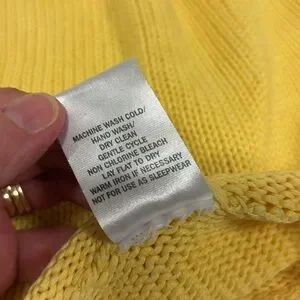 MACHINE WASH COLD/
HAND WASH/
DRY CLEAN
GENTLE CYCLE
NON CHLORINE BLEACH
LAY FLAT TO DRY
WARM IRON IF NECESSARY
NOT FOR USE AS SLEEPWEAR